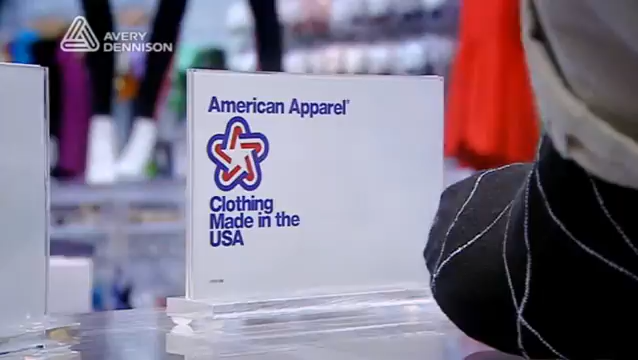 AVERY
DENNISON
American Apparel®
Clothing
Made in the
USA